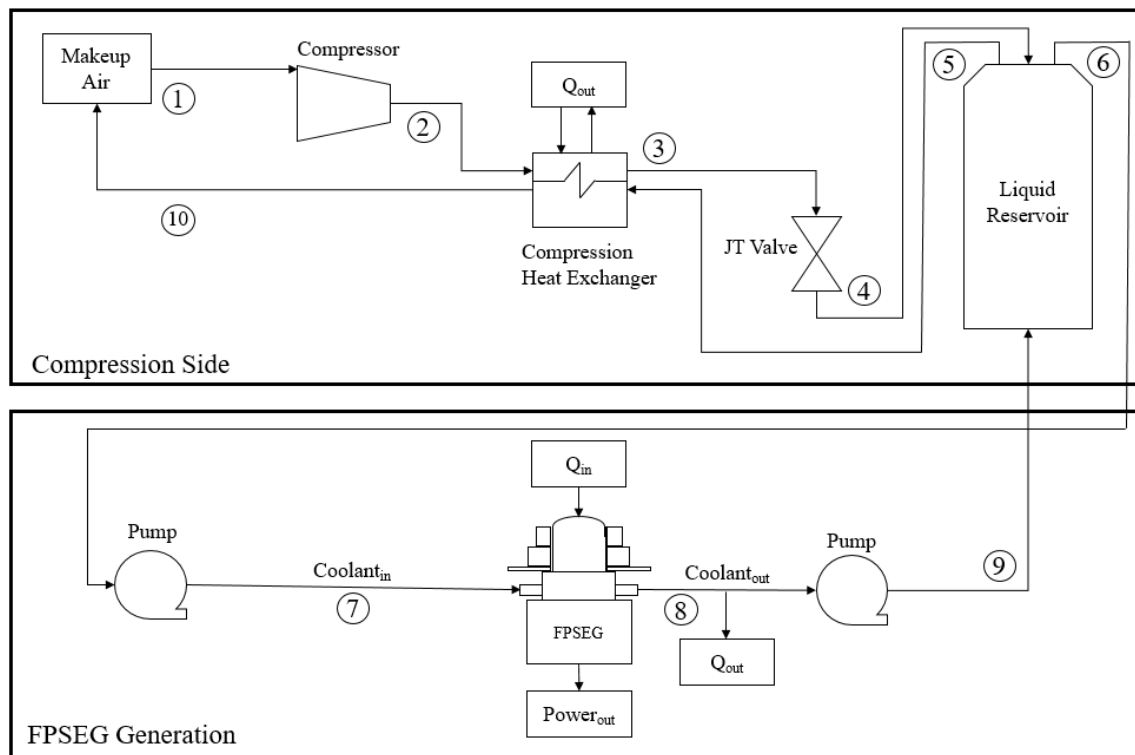 Makeup
Air
1
Compressor
2
Qout
3
Compression
Heat Exchanger
10
JT Valve
4
5
6
Liquid
Reservoir
Compression Side
Qin
Pump
Coolantin
7
FPSEG
Coolantout
8
Pump
9
Qout
Powerout
FPSEG Generation